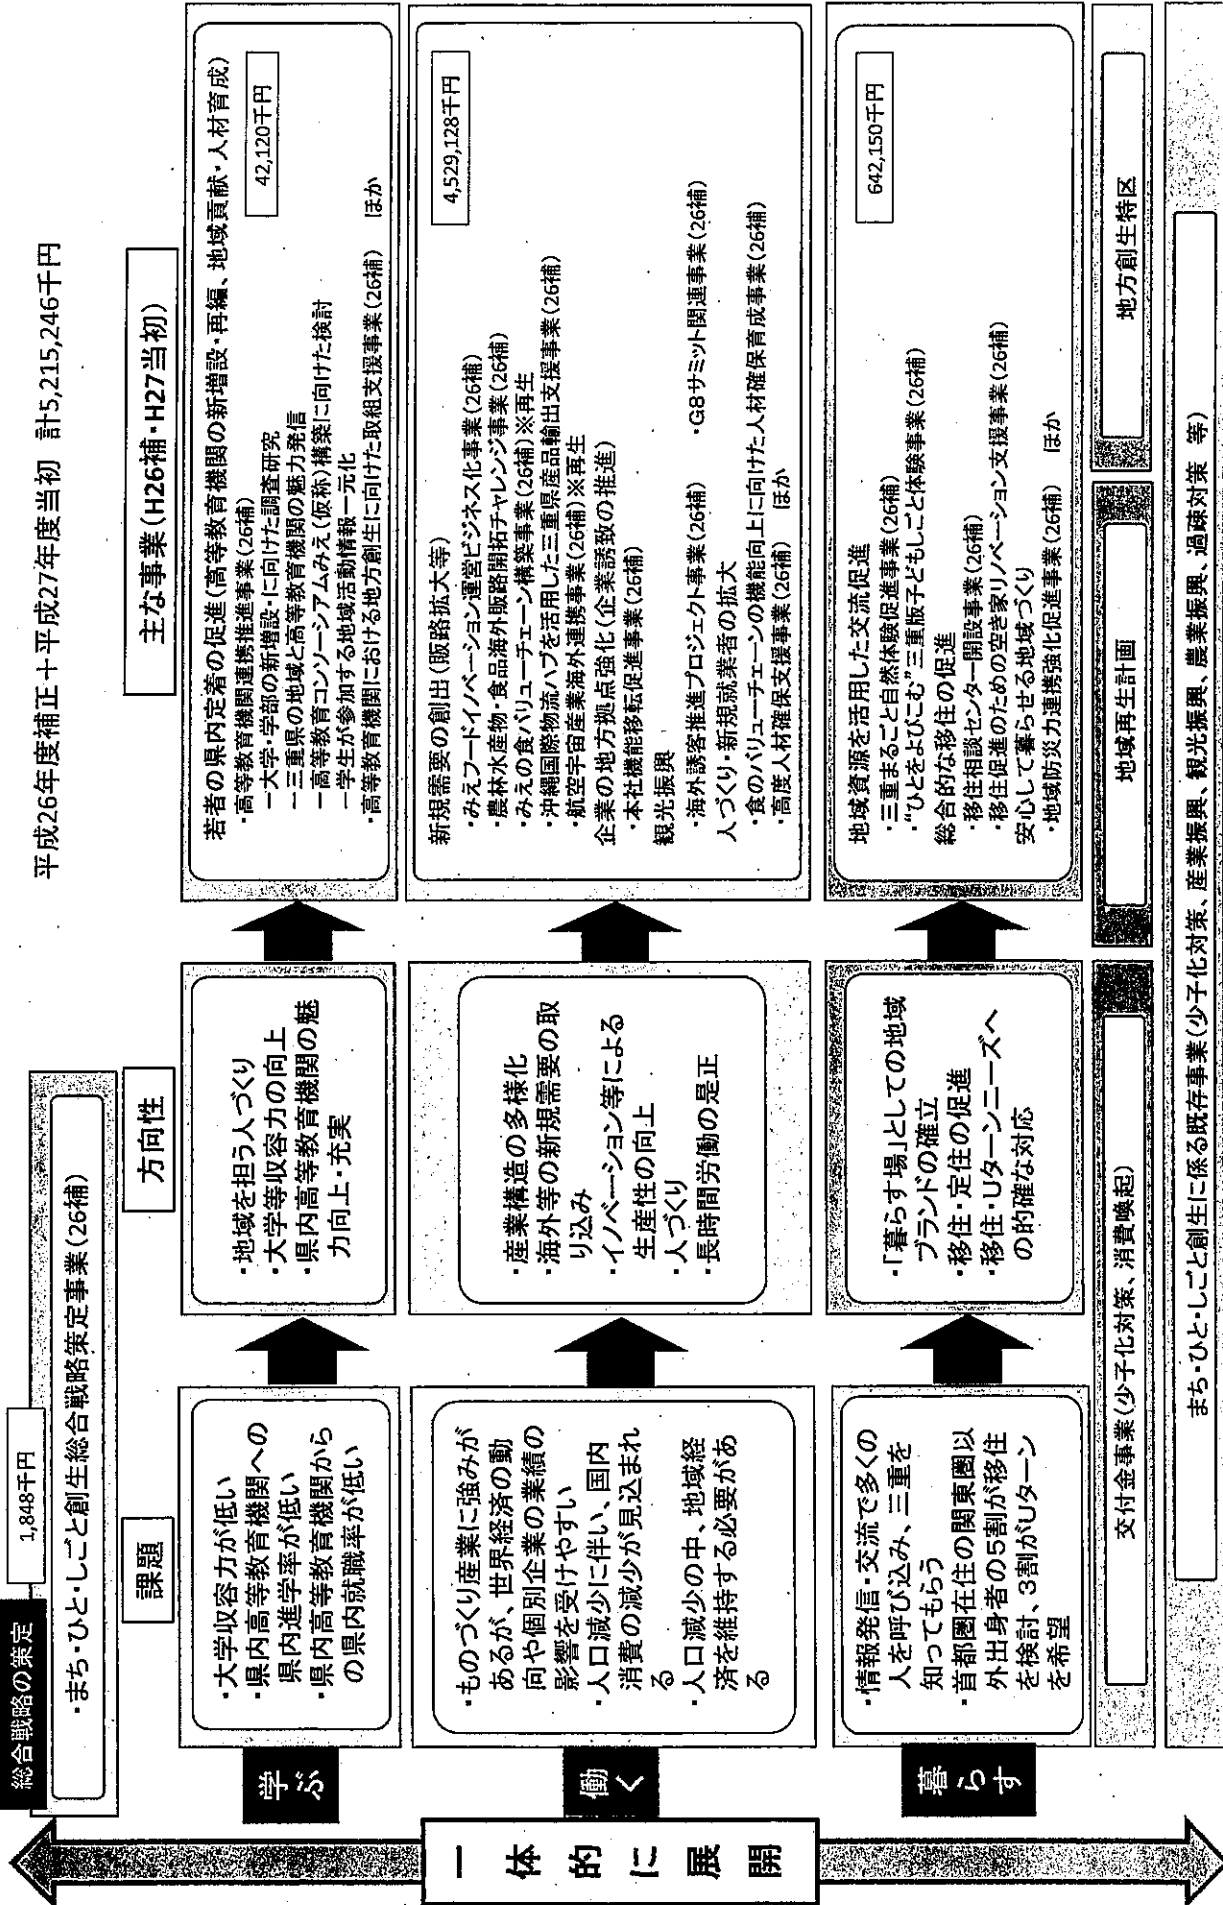 総合戦略の策定
1,848千円
・まち・ひと・しごと創生総合戦略策定事業(26補)
平成26年度補正+平成27年度当初 計5,215,246千円
課題
方向性
主な事業(H26補・H27当初)
一体的に展開
学ぶ
・大学収容力が低い
・県内高等教育機関への
県内進学率が低い
・県内高等教育機関から
の県内就職率が低い
・地域を担う人づくり
・大学等収容力の向上
・県内高等教育機関の魅
力向上・充実
若者の県内定着の促進(高等教育機関の新増設・再編、地域貢献・人材育成)
・高等教育機関連携推進事業(26補)
ー大学・学部の新増設・に向けた調査研究
ー三重県の地域と高等教育機関の魅力発信
ー高等教育コンソーシアムみえ(仮称)構築に向けた検討
ー学生が参加する地域活動情報一元化
・高等教育機関における地方創生に向けた取組支援事業(26補) ほか
42,120千円
働く
・ものづくり産業に強みが
あるが、世界経済の動
向や個別企業の業績の
影響を受けやすい
・人口減少に伴い、国内
消費の減少が見込まれ
る
・人口減少の中、地域経
済を維持する必要があ
る
・産業構造の多様化
・海外等の新規需要の取
り込み
・イノベーション等による
生産性の向上
・人づくり
・長時間労働の是正
新規需要の創出(販路拡大等)
・みえフードイノベーション運営ビジネス化事業(26補)
・農林水産物・食品海外販路開拓チャレンジ事業(26補)
・みえの食バリューチェーン構築事業(26補)※再生
・沖縄国際物流ハブを活用した三重県産品輸出支援事業(26補)
・航空宇宙産業海外連携事業(26補)※再生
企業の地方拠点強化(企業誘致の推進)
・本社機能移転促進事業(26補)
観光振興
・海外誘客推進プロジェクト事業(26補) ・G8サミット関連事業(26補)
人づくり・新規就業者の拡大
・食のバリューチェーンの機能向上に向けた人材確保育成事業(26補)
・高度人材確保支援事業(26補) ほか
4,529,128千円
暮らす
・情報発信・交流で多くの
人を呼び込み、三重を
知ってもらう
・首都圏在住の関東圏以
外出身者の5割が移住
を検討、3割がUターン
を希望
・「暮らす場」としての地域
ブランドの確立
・移住・定住の促進
・移住・Uターンニーズへ
の的確な対応
地域資源を活用した交流促進
・三重まるごと自然体験促進事業(26補)
・“ひとをよびこむ”三重版子どもしごと体験事業(26補)
総合的な移住の促進
・移住相談センター開設事業(26補)
・移住促進のための空き家リノベーション支援事業(26補)
安心して暮らせる地域づくり
・地域防災力連携強化促進事業(26補) ほか
642,150千円
交付金事業(少子化対策、消費喚起)
地域再生計画
地方創生特区
まち・ひと・しごと創生に係る既存事業(少子化対策、産業振興、観光振興、農業振興、過疎対策 等)